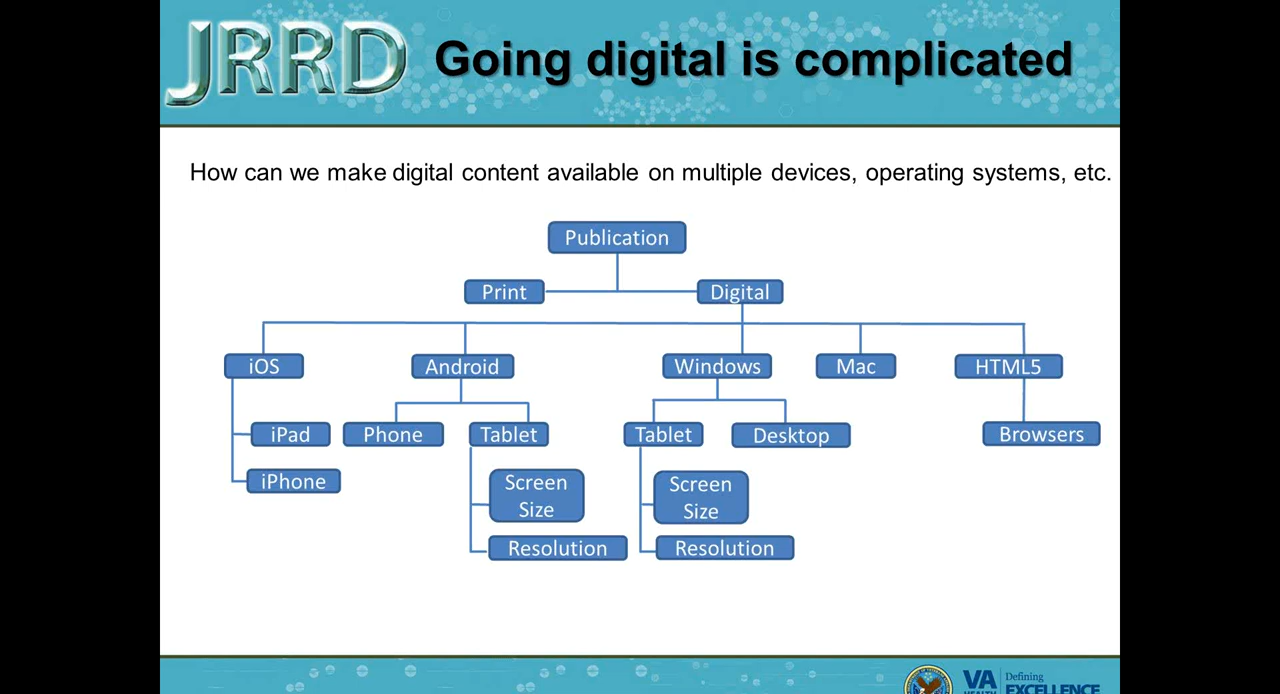 JRRD
Going digital is complicated
How can we make digital content available on multiple devices, operating systems, etc.
Publication
Print
Digital
iOS
Android
Windows
Mac
HTML5
iPad
Phone
Tablet
Tablet
Desktop
Browsers
iPhone
Screen
Size
Screen
Size
Resolution
Resolution
VA
Defining
HEALTH
EXCELLENCE